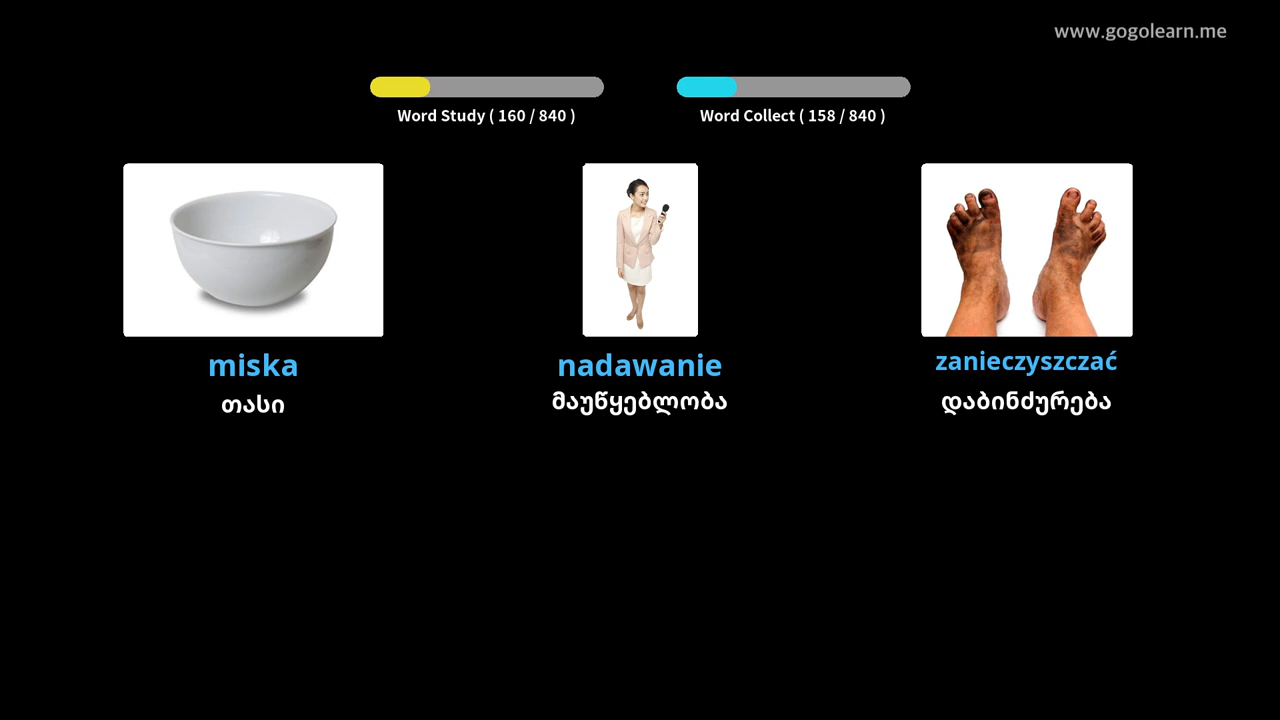 www.gogolearn.me
Word Study ( 160 / 840 )
Word Collect ( 158 / 840 )
miska
nadawanie
zanieczyszczać
თასი
მაუწყებლობა
დაბინძურება